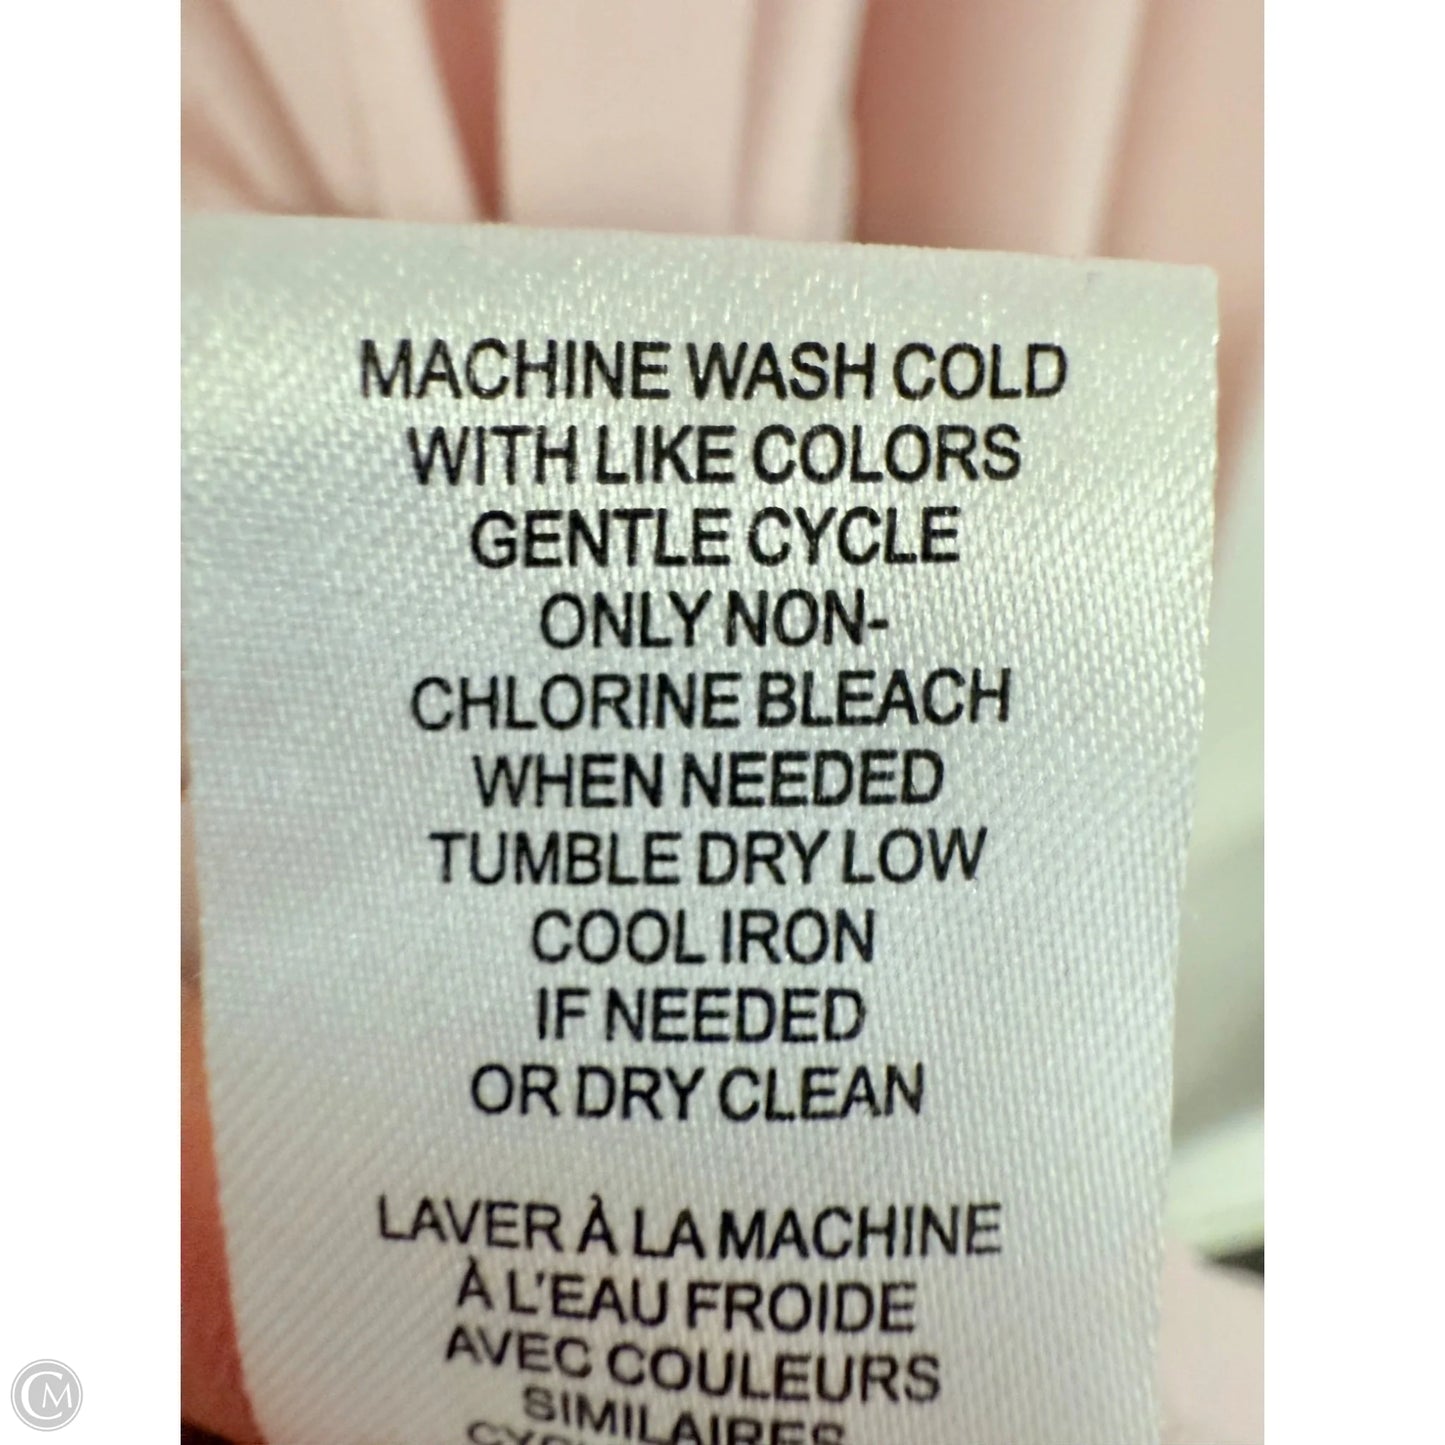 MACHINE WASH COLD
WITH LIKE COLORS
GENTLE CYCLE
ONLY NON-
CHLORINE BLEACH
WHEN NEEDED
TUMBLE DRY LOW
COOL IRON
IF NEEDED
OR DRY CLEAN
LAVER À LA MACHINE
À L'EAU FROIDE
AVEC COULEURS
SIMILAIRES
CM